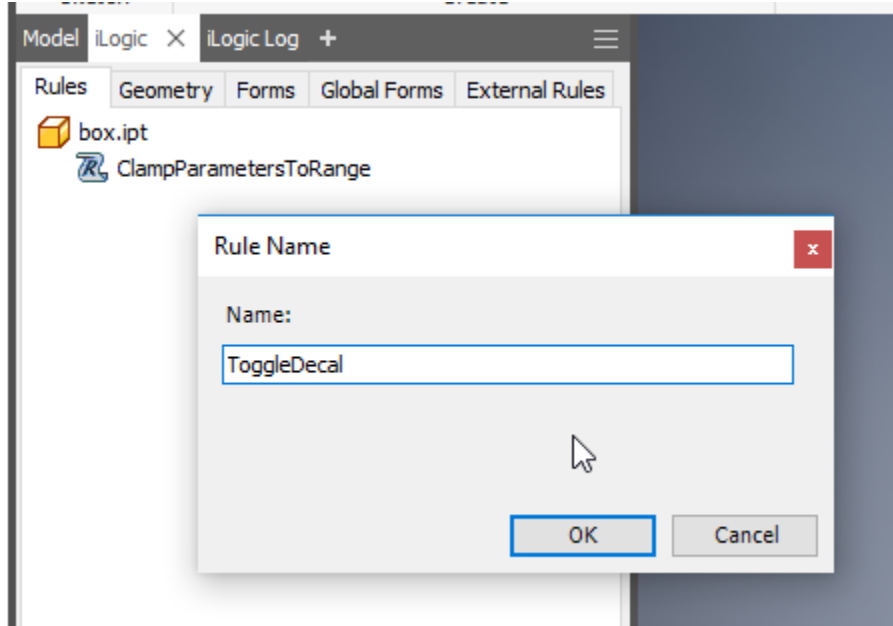 Model iLogic × iLogic Log +
Rules Geometry Forms Global Forms External Rules
box.ipt
ClampParametersToRange
Rule Name
x
Name:
ToggleDecal
OK Cancel